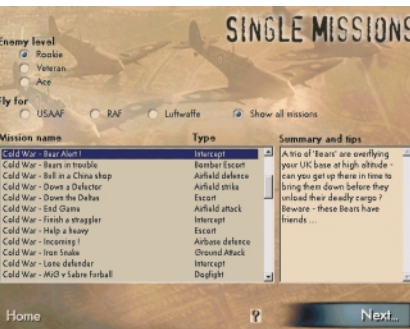 SINGLE MISSIONS
Enemy level
Rookie
Veteran
Ace
Fly for
USAAF RAF Luftwaffe Show all missions
Mission name Type Summary and tips
Cold War - Bear Alert ! Intercept
Cold War - Bears in trouble Bomber Escort
Cold War - Bull in a China shop Airfield defence
Cold War - Down a Defector Airfield strike
Cold War - Down the Deltas Escort
Cold War - End Game Airfield attack
Cold War - Finish a straggler Intercept
Cold War - Help a heavy Escort
Cold War - Incoming ! Airbase defence
Cold War - Iron Snake Ground Attack
Cold War - Lone defender Intercept
Cold War - MiG v Sabre Furball Dogfight
A trio of 'Bears' are overflying
your UK base at high altitude -
can you get up there in time to
bring them down before they
unload their deadly cargo ?
Beware - these Bears have
friends ...
Home ? Next...